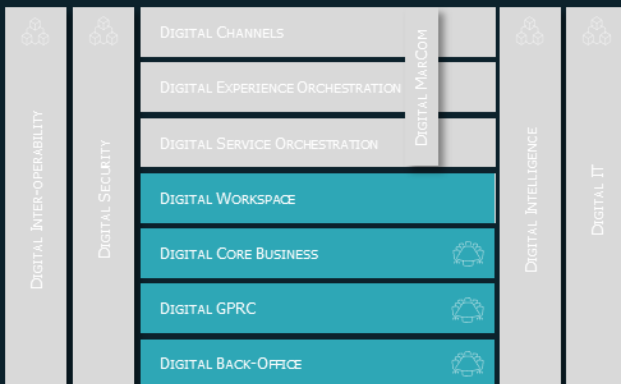 Digital Inter-operability
Digital Security
Digital Channels
Digital Experience Orchestration
Digital Service Orchestration
Digital MarCom
Digital Workspace
Digital Core Business
Digital GPRC
Digital Back-Office
Digital Intelligence
Digital IT